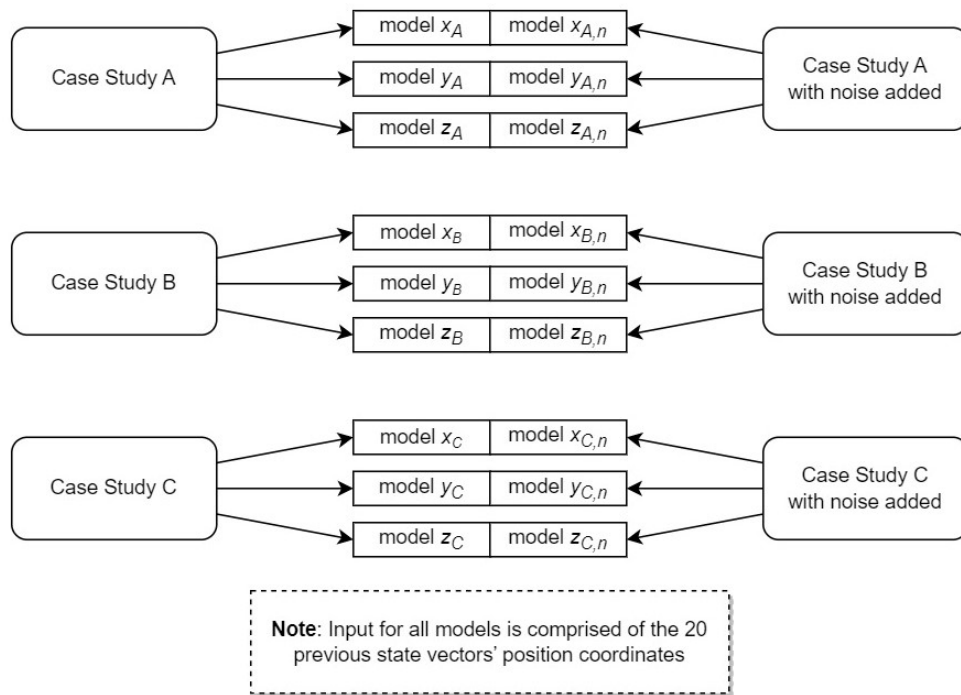 model x_A model x_{A,n}
Case Study A model y_A model y_{A,n} Case Study A
with noise added
model z_A model z_{A,n}
model x_B model x_{B,n}
Case Study B model y_B model y_{B,n} Case Study B
with noise added
model z_B model z_{B,n}
model x_C model x_{C,n}
Case Study C model y_C model y_{C,n} Case Study C
with noise added
model z_C model z_{C,n}
Note: Input for all models is comprised of the 20
previous state vectors’ position coordinates